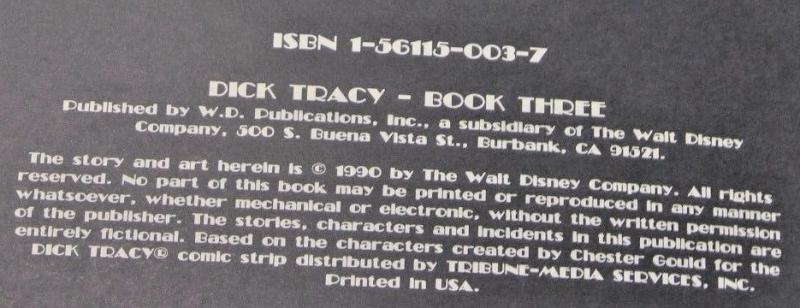 ISBN 1-56115-003-7
DICK TRACY - BOOK THREE
Published by W.D. Publications, Inc., a subsidiary of The Walt Disney
Company, 500 S. Buena Vista St., Burbank, CA 91521.
The story and art herein is © 1990 by The Walt Disney Company. All rights
reserved. No part of this book may be printed or reproduced in any manner
whatsoever, whether mechanical or electronic, without the written permission
of the publisher. The stories, characters and incidents in this publication are
entirely fictional. Based on the characters created by Chester Gould for the
DICK TRACY® comic strip distributed by TRIBUNE-MEDIA SERVICES, INC.
Printed in USA.